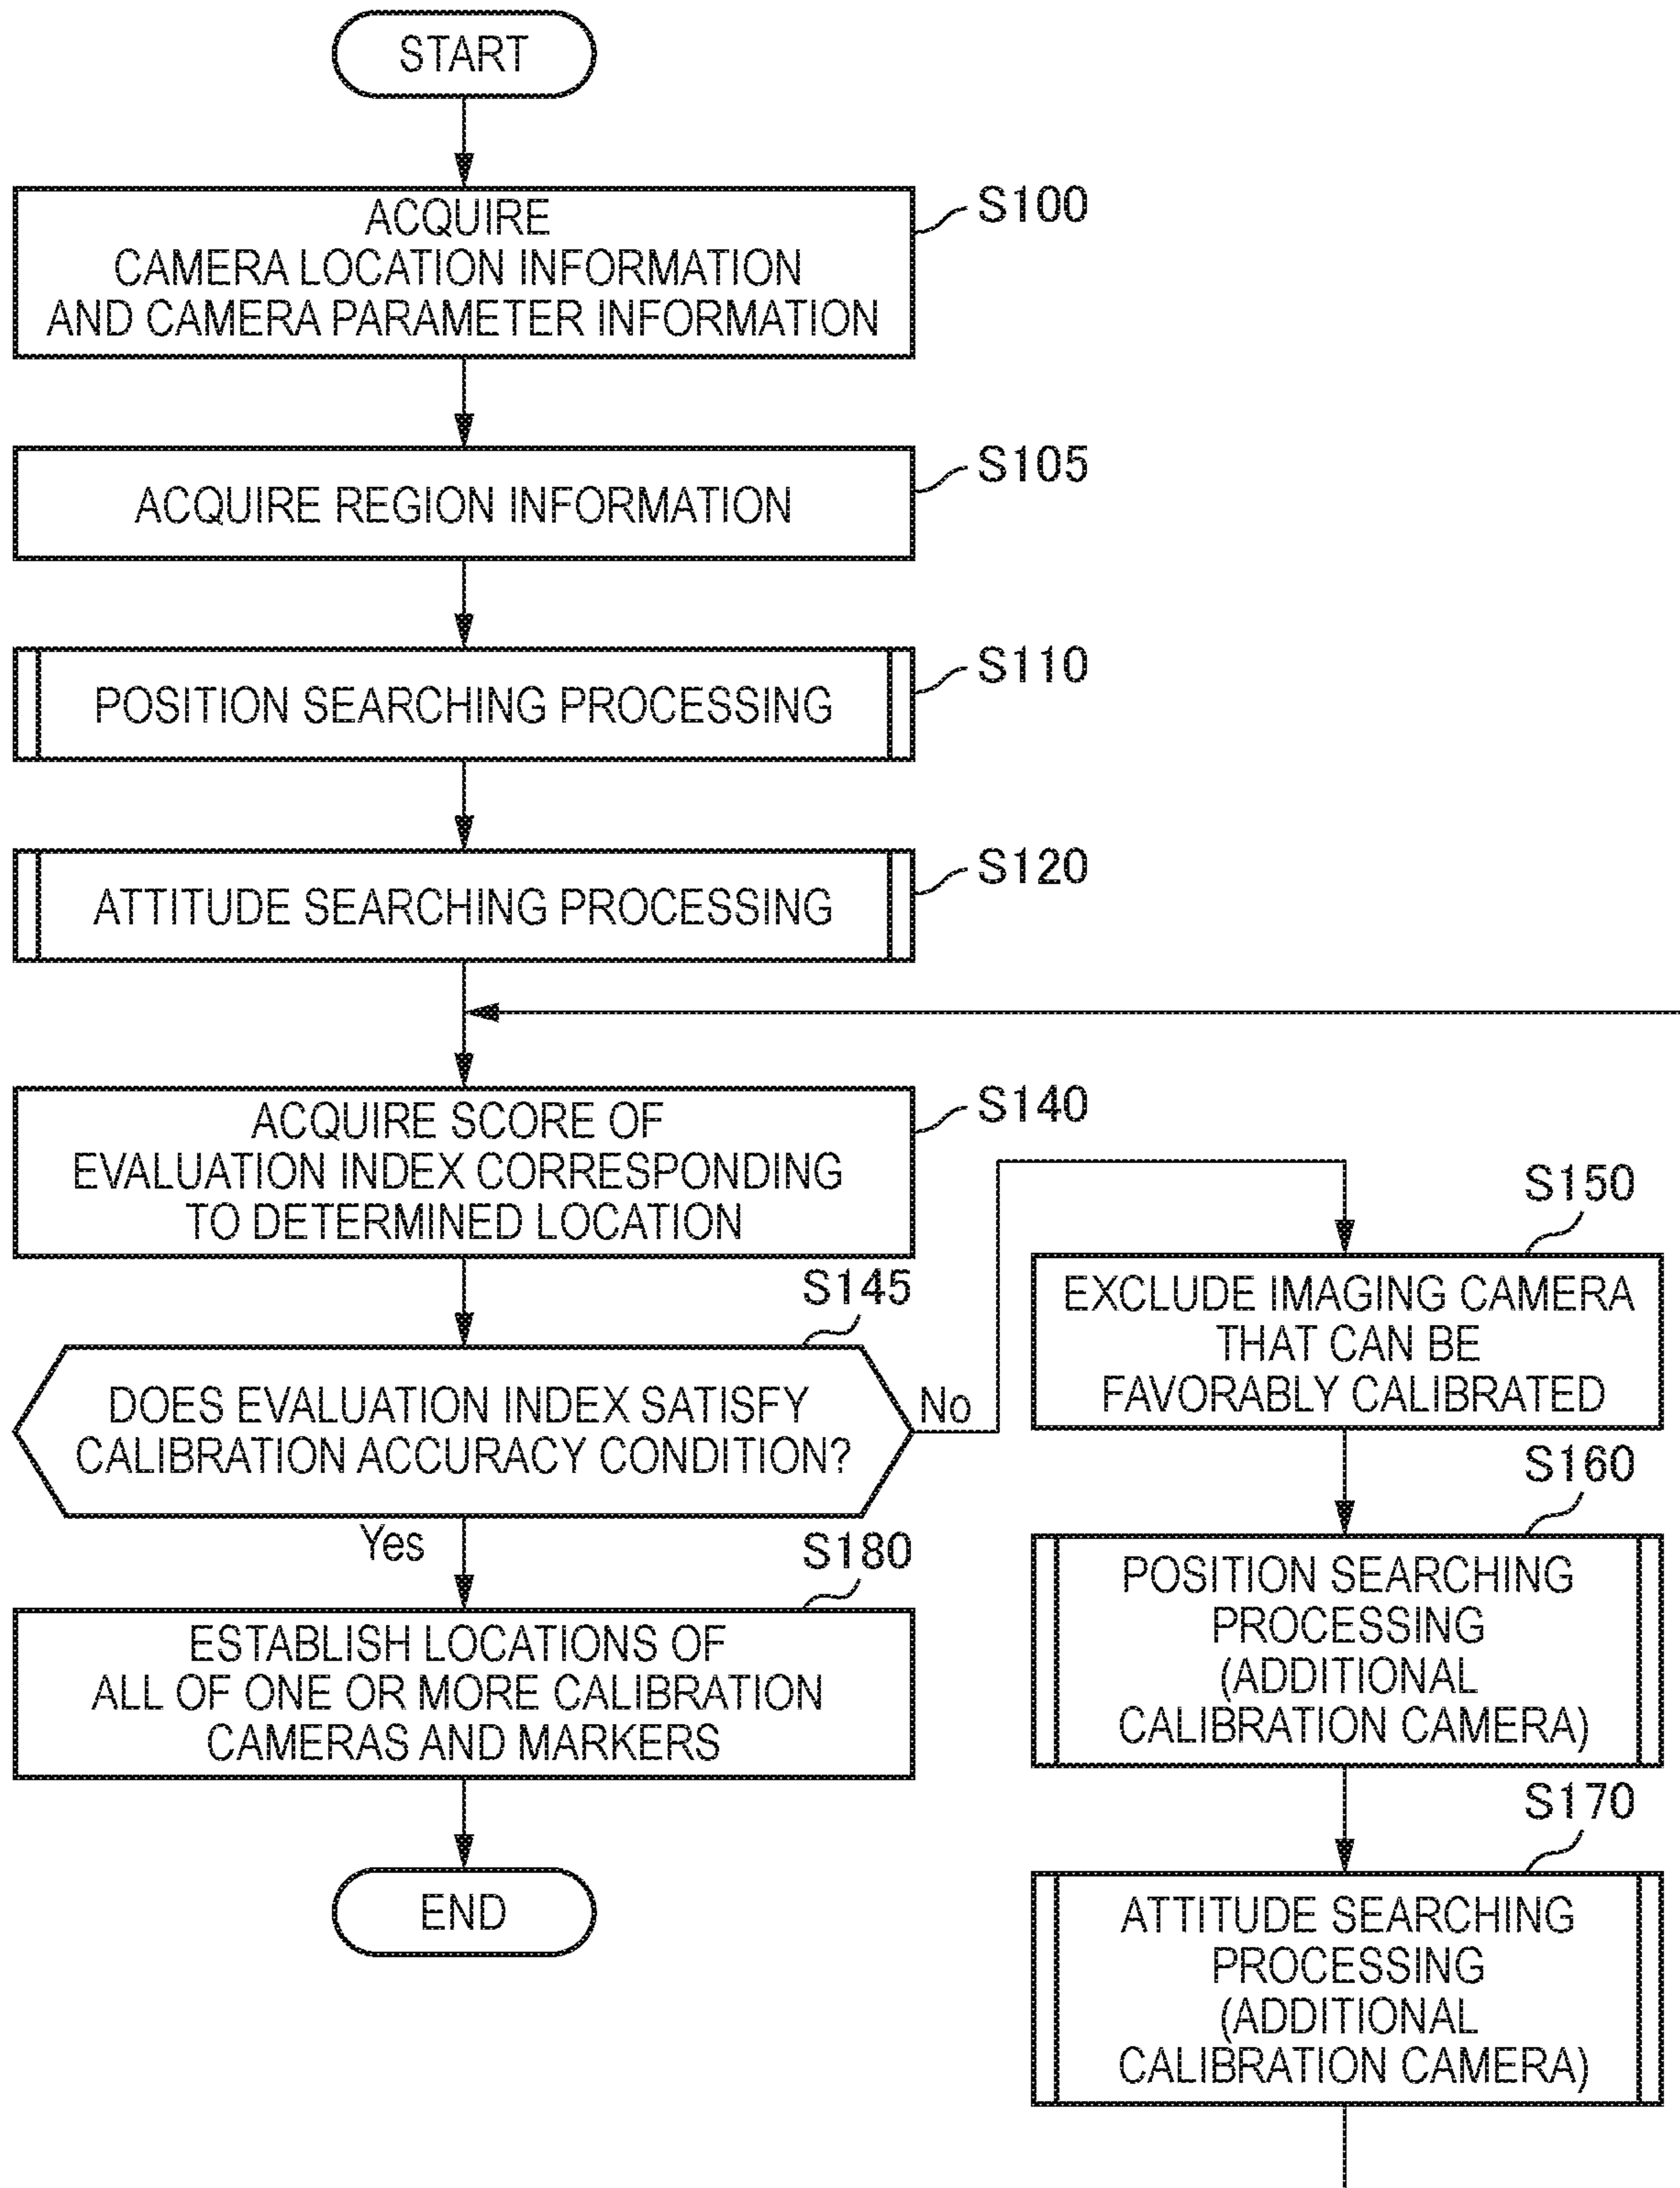 START
ACQUIRE
CAMERA LOCATION INFORMATION
AND CAMERA PARAMETER INFORMATION
S100
ACQUIRE REGION INFORMATION
S105
POSITION SEARCHING PROCESSING
S110
ATTITUDE SEARCHING PROCESSING
S120
ACQUIRE SCORE OF
EVALUATION INDEX CORRESPONDING
TO DETERMINED LOCATION
S140
S145
DOES EVALUATION INDEX SATISFY
CALIBRATION ACCURACY CONDITION?
No
Yes
S180
ESTABLISH LOCATIONS OF
ALL OF ONE OR MORE CALIBRATION
CAMERAS AND MARKERS
END
S150
EXCLUDE IMAGING CAMERA
THAT CAN BE
FAVORABLY CALIBRATED
S160
POSITION SEARCHING
PROCESSING
(ADDITIONAL
CALIBRATION CAMERA)
S170
ATTITUDE SEARCHING
PROCESSING
(ADDITIONAL
CALIBRATION CAMERA)